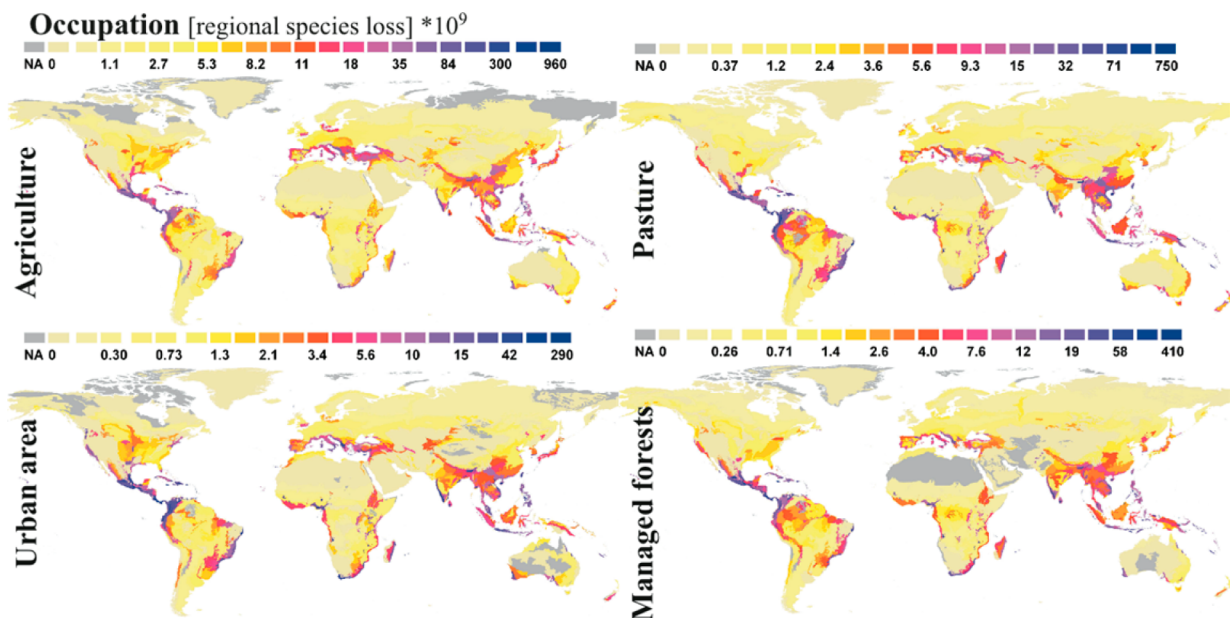 Occupation [regional species loss] *10⁹
NA 0 1.1 2.7 5.3 8.2 11 18 35 84 300 960
Agriculture
NA 0 0.37 1.2 2.4 3.6 5.6 9.3 15 32 71 750
Pasture
NA 0 0.30 0.73 1.3 2.1 3.4 5.6 10 15 42 290
Urban area
NA 0 0.26 0.71 1.4 2.6 4.0 7.6 12 19 58 410
Managed forests